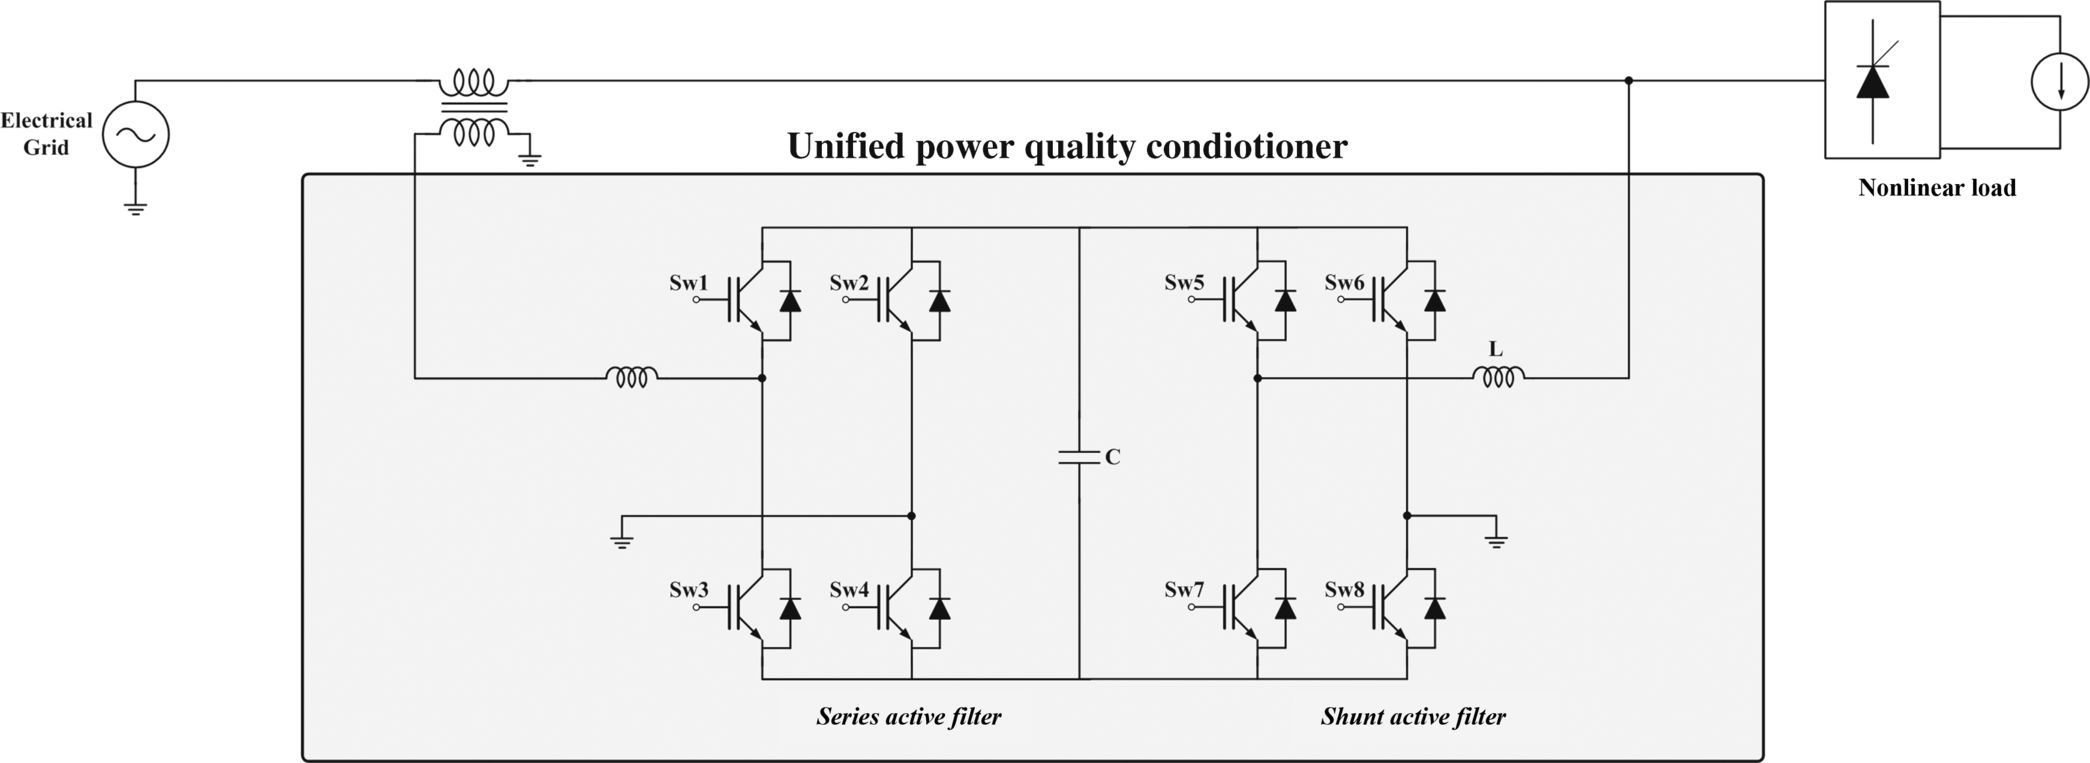 Electrical
Grid
Unified power quality condiotioner
Nonlinear load
Sw1
Sw2
Sw5
Sw6
L
C
Sw3
Sw4
Sw7
Sw8
Series active filter
Shunt active filter